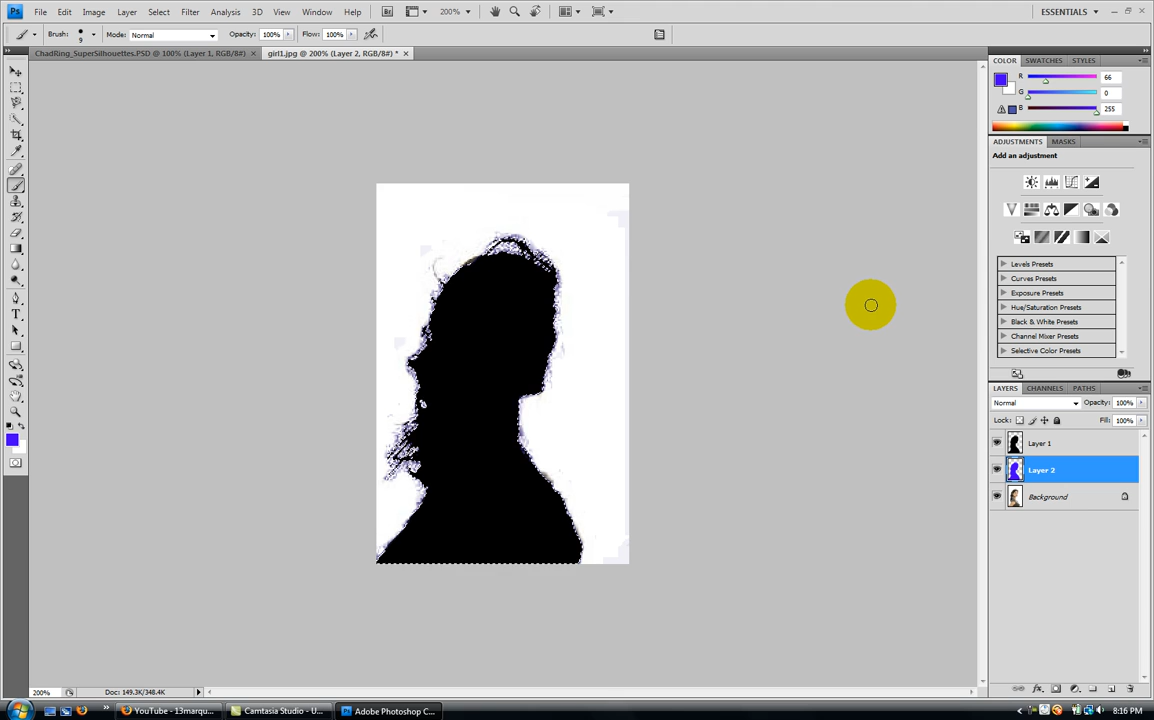 Ps File Edit Image Layer Select Filter Analysis 3D View Window Help Br 200% ESSENTIALS
Brush: 9 Mode: Normal Opacity: 100% Flow: 100%
ChadRing_SuperSilhouettes.PSD @ 100% (Layer 1, RGB/8#) girl1.jpg @ 200% (Layer 2, RGB/8#) *
COLOR SWATCHES STYLES
R 66
G 0
B 255
ADJUSTMENTS MASKS
Add an adjustment
Levels Presets
Curves Presets
Exposure Presets
Hue/Saturation Presets
Black & White Presets
Channel Mixer Presets
Selective Color Presets
LAYERS CHANNELS PATHS
Normal Opacity: 100%
Lock: Fill: 100%
Layer 1
Layer 2
Background
200% Doc: 149.3K/348.4K
YouTube - 13marqu... Camtasia Studio - U... Adobe Photoshop C... 8:16 PM